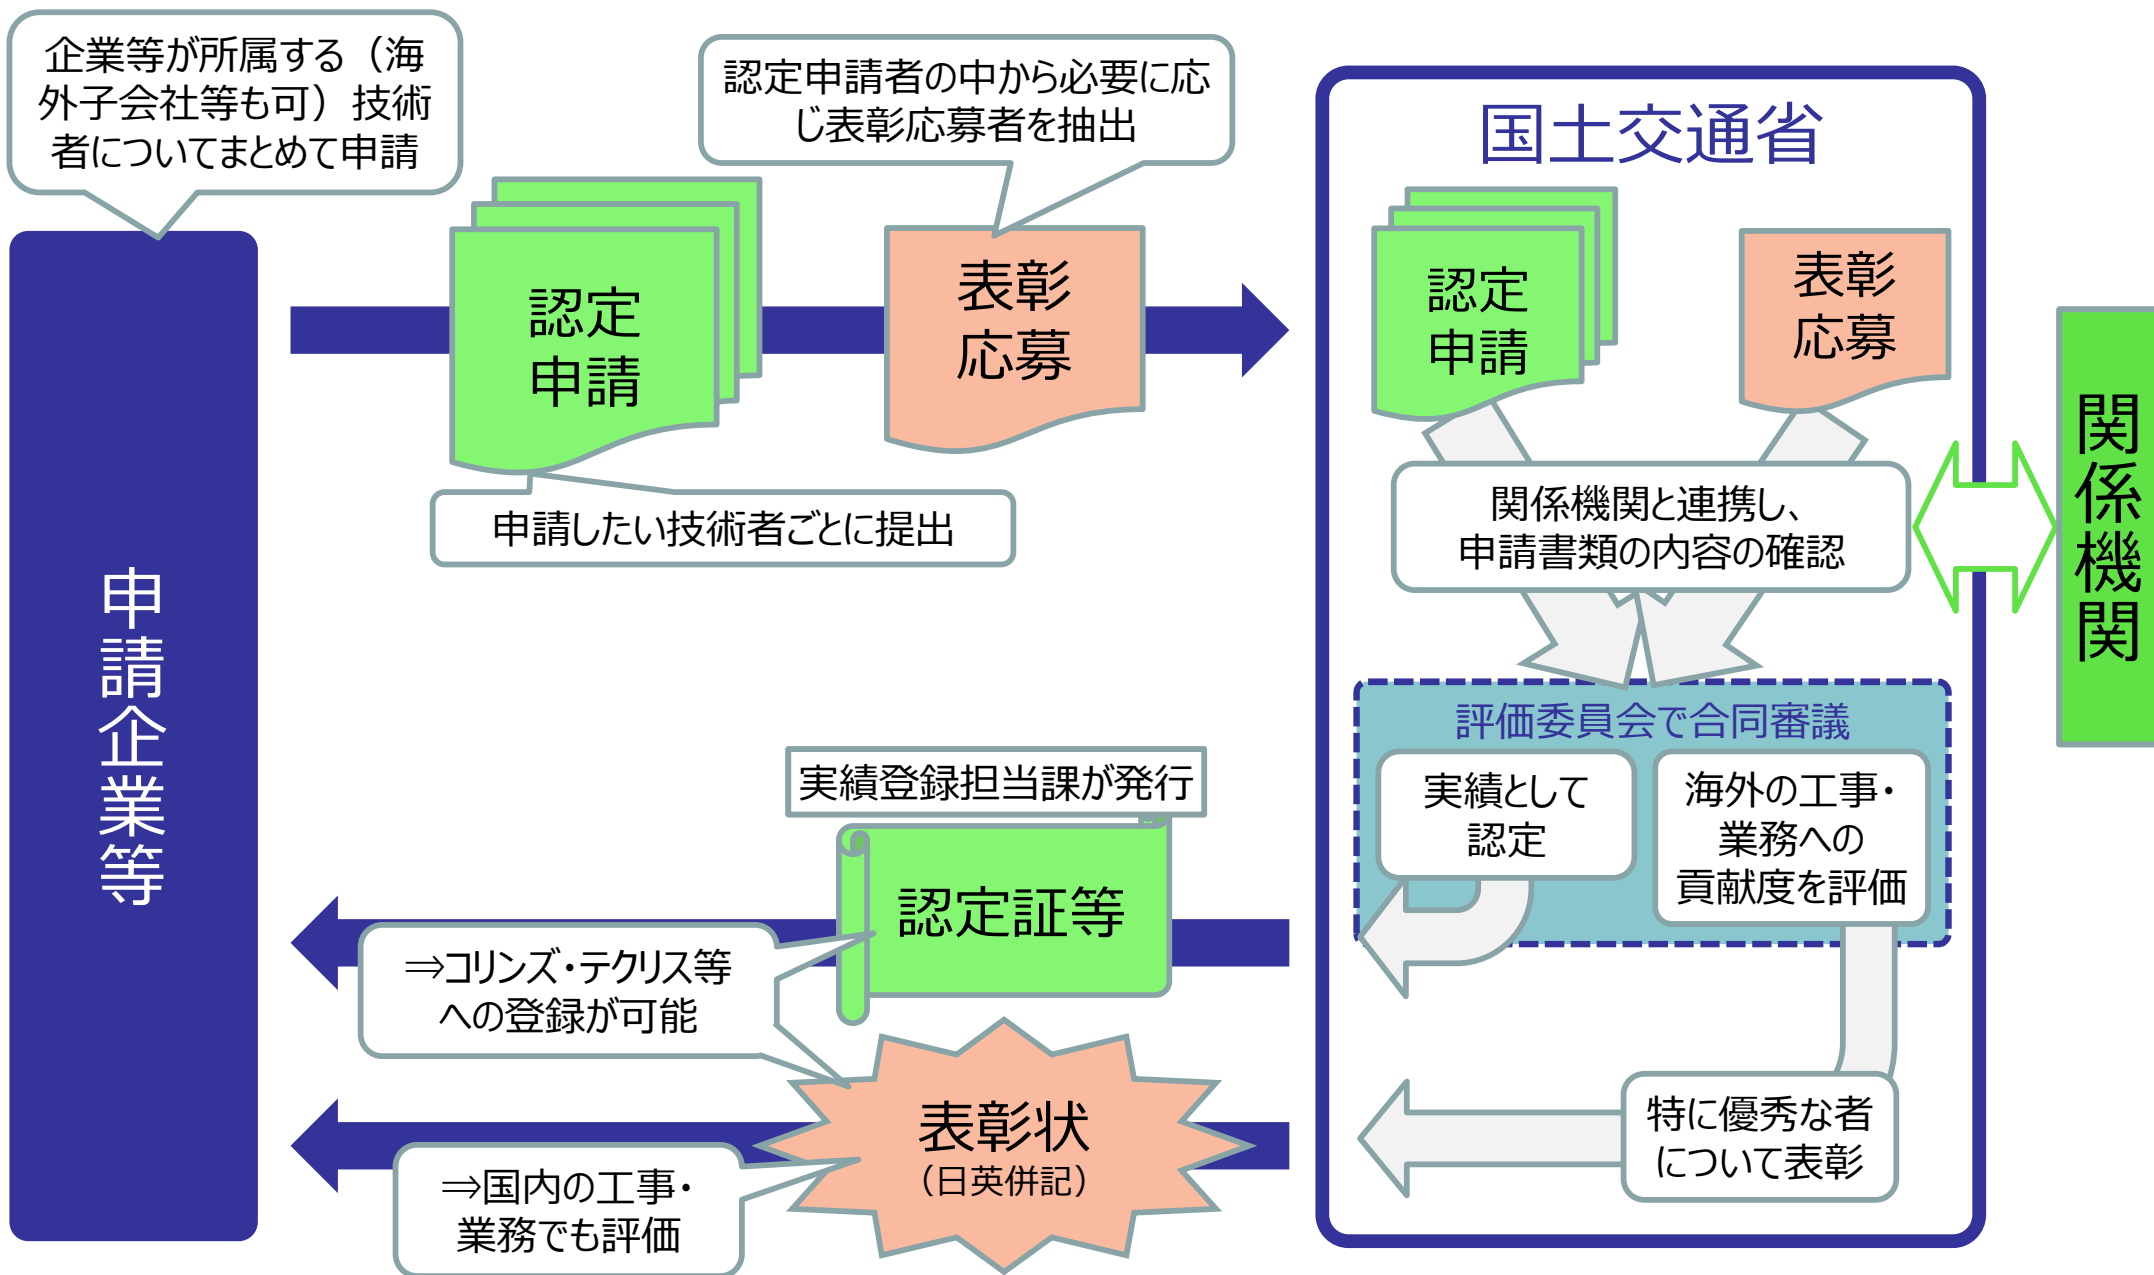 企業等が所属する（海
外子会社等も可）技術
者についてまとめて申請
認定申請者の中から必要に応
じ表彰応募者を抽出
申請企業等
認定
申請
表彰
応募
申請したい技術者ごとに提出
国土交通省
認定
申請
表彰
応募
関係機関と連携し、
申請書類の内容の確認
関係機関
評価委員会で合同審議
実績として
認定
海外の工事・
業務への
貢献度を評価
特に優秀な者
について表彰
実績登録担当課が発行
認定証等
⇒コリンズ・テクリス等
への登録が可能
表彰状
（日英併記）
⇒国内の工事・
業務でも評価